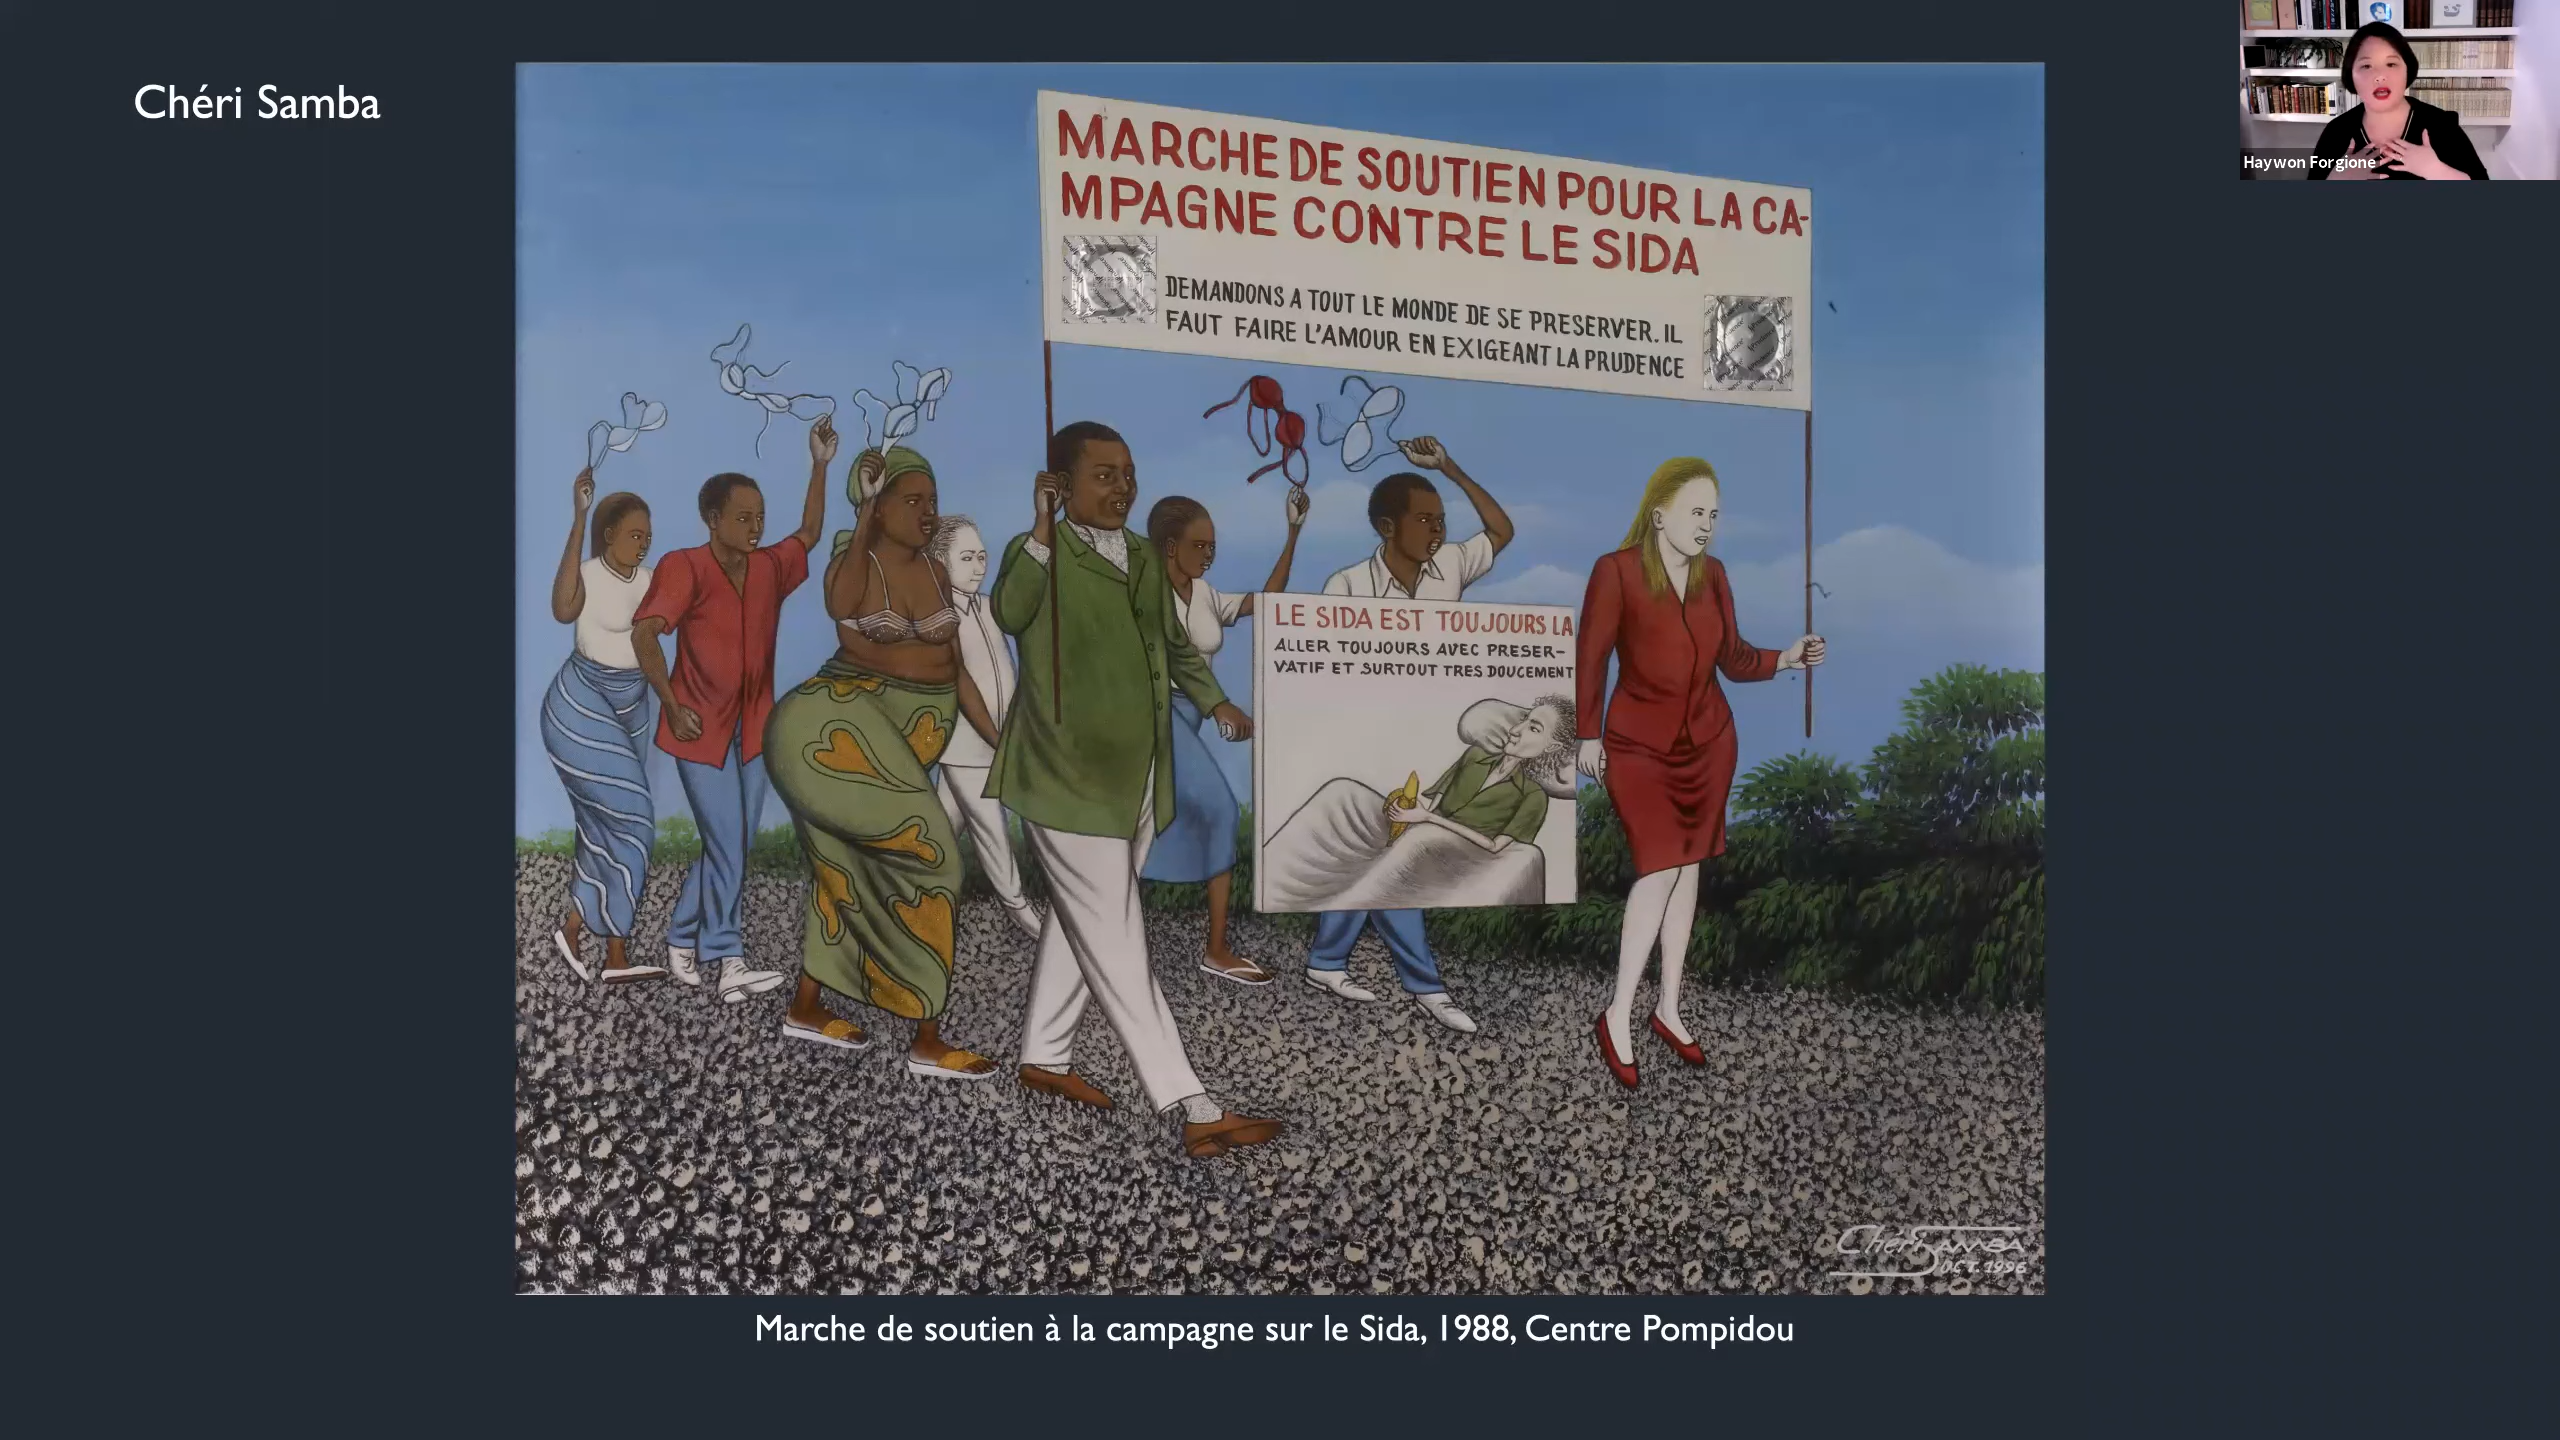 Chéri Samba
Haywon Forgione
MARCHE DE SOUTIEN POUR LA CA-
MPAGNE CONTRE LE SIDA
DEMANDONS A TOUT LE MONDE DE SE PRESERVER. IL
FAUT FAIRE L'AMOUR EN EXIGEANT LA PRUDENCE
LE SIDA EST TOUJOURS LA
ALLER TOUJOURS AVEC PRESER-
VATIF ET SURTOUT TRES DOUCEMENT
Chéri Samba
OCT. 1996
Marche de soutien à la campagne sur le Sida, 1988, Centre Pompidou